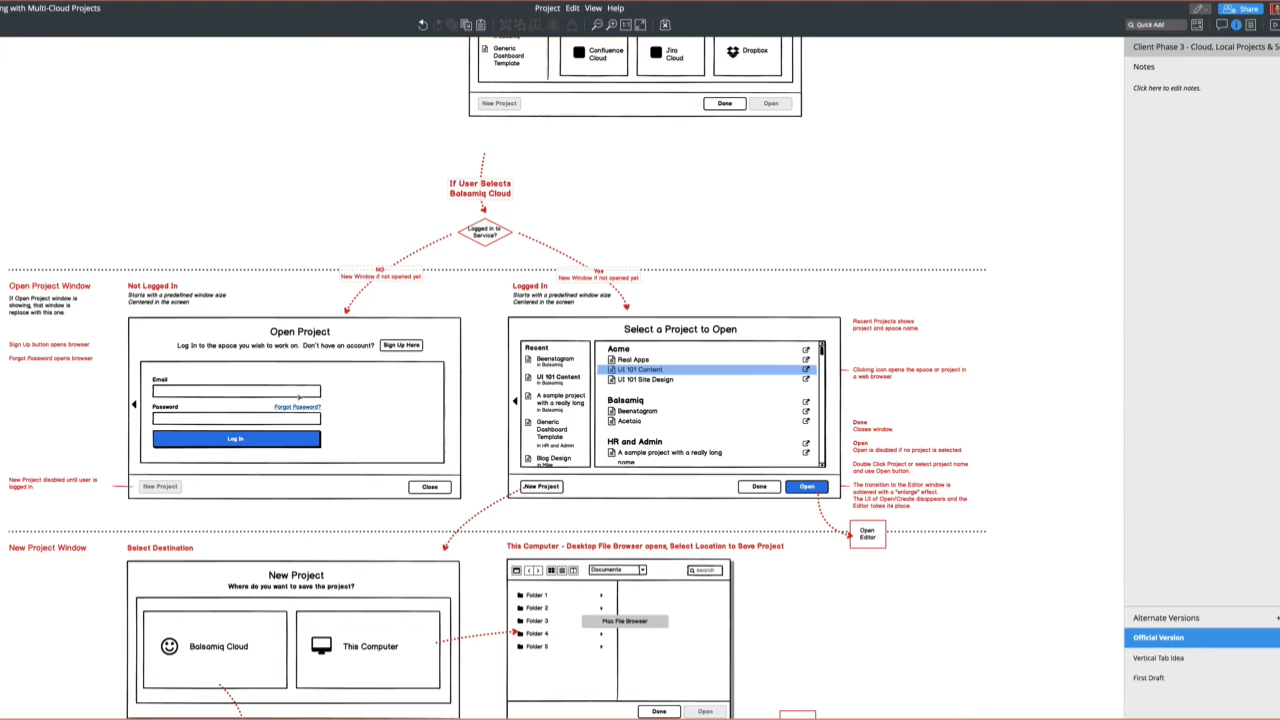 ng with Multi-Cloud Projects
Project Edit View Help
Share
Quick Add
1:1
Generic
Dashboard
Template
Confluence
Cloud
Jira
Cloud
Dropbox
New Project
Done
Open
Client Phase 3 - Cloud, Local Projects & S
Notes
Click here to edit notes.
If User Selects
Balsamiq Cloud
Logged in to
Service?
NO
New Window if not opened yet
Yes
New Window if not opened yet
Open Project Window
If Open Project window is
showing, that window is
replace with this one.
Sign Up button opens browser
Forgot Password opens browser
New Project disabled until user is
logged in.
Not Logged In
Starts with a predefined window size
Centered in the screen
Open Project
Log In to the space you wish to work on. Don't have an account?
Sign Up Here
Email
Password
Forgot Password?
Log In
New Project
Close
Logged In
Starts with a predefined window size
Centered in the screen
Select a Project to Open
Recent
Beenstagram
in Balsamiq
UI 101 Content
in Balsamiq
A sample project
with a really long
in Balsamiq
Generic
Dashboard
Template
in HR and Admin
Blog Design
in Mike
Acme
Real Apps
UI 101 Content
UI 101 Site Design
Balsamiq
Beenstagram
Acetaia
HR and Admin
A sample project with a really long
name
New Project
Done
Open
Recent Projects shows
project and space name.
Clicking icon opens the space or project in
a web browser
Done
Closes window.
Open
Open is disabled if no project is selected.
Double Click Project or select project name
and use Open button.
The transition to the Editor window is
achieved with a "enlarge" effect.
The UI of Open/Create disappears and the
Editor takes its place.
Open
Editor
New Project Window
Select Destination
New Project
Where do you want to save the project?
Balsamiq Cloud
This Computer
This Computer - Desktop File Browser opens, Select Location to Save Project
Documents
search
Folder 1
Folder 2
Folder 3
Folder 4
Folder 5
Mac File Browser
Done
Open
Alternate Versions
Official Version
Vertical Tab Idea
First Draft